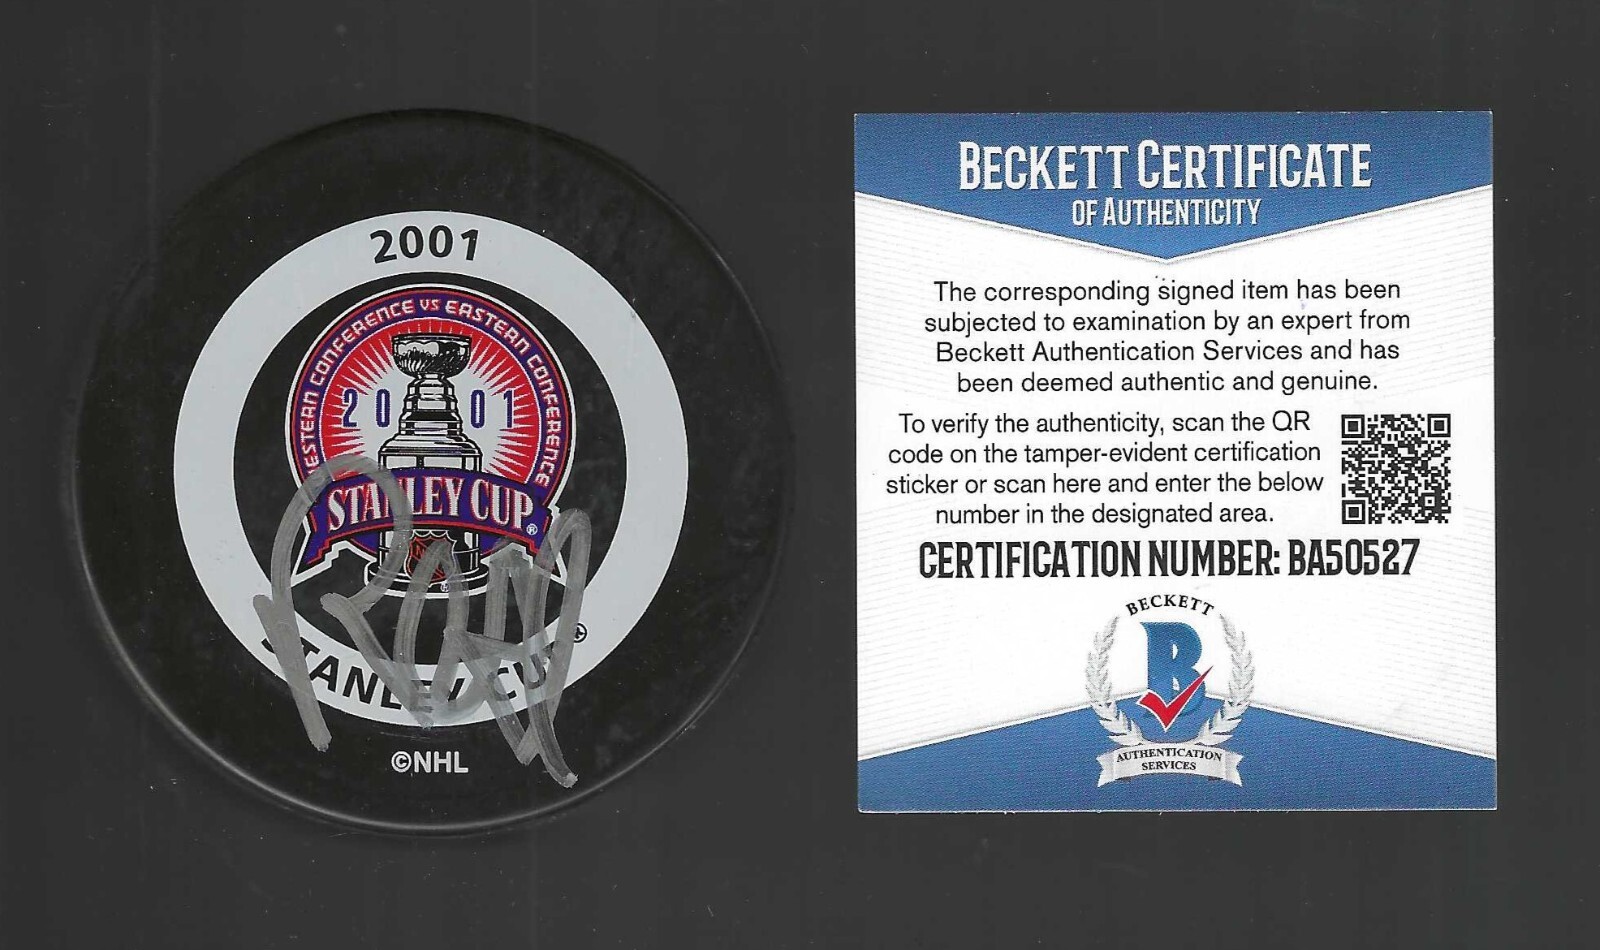 2001
WESTERN CONFERENCE VS EASTERN CONFERENCE
20 01
STANLEY CUP®
STANLEY CUP®
©NHL
BECKETT CERTIFICATE
OF AUTHENTICITY
The corresponding signed item has been
subjected to examination by an expert from
Beckett Authentication Services and has
been deemed authentic and genuine.
To verify the authenticity, scan the QR
code on the tamper-evident certification
sticker or scan here and enter the below
number in the designated area.
CERTIFICATION NUMBER: BA50527
BECKETT
B
AUTHENTICATION
SERVICES